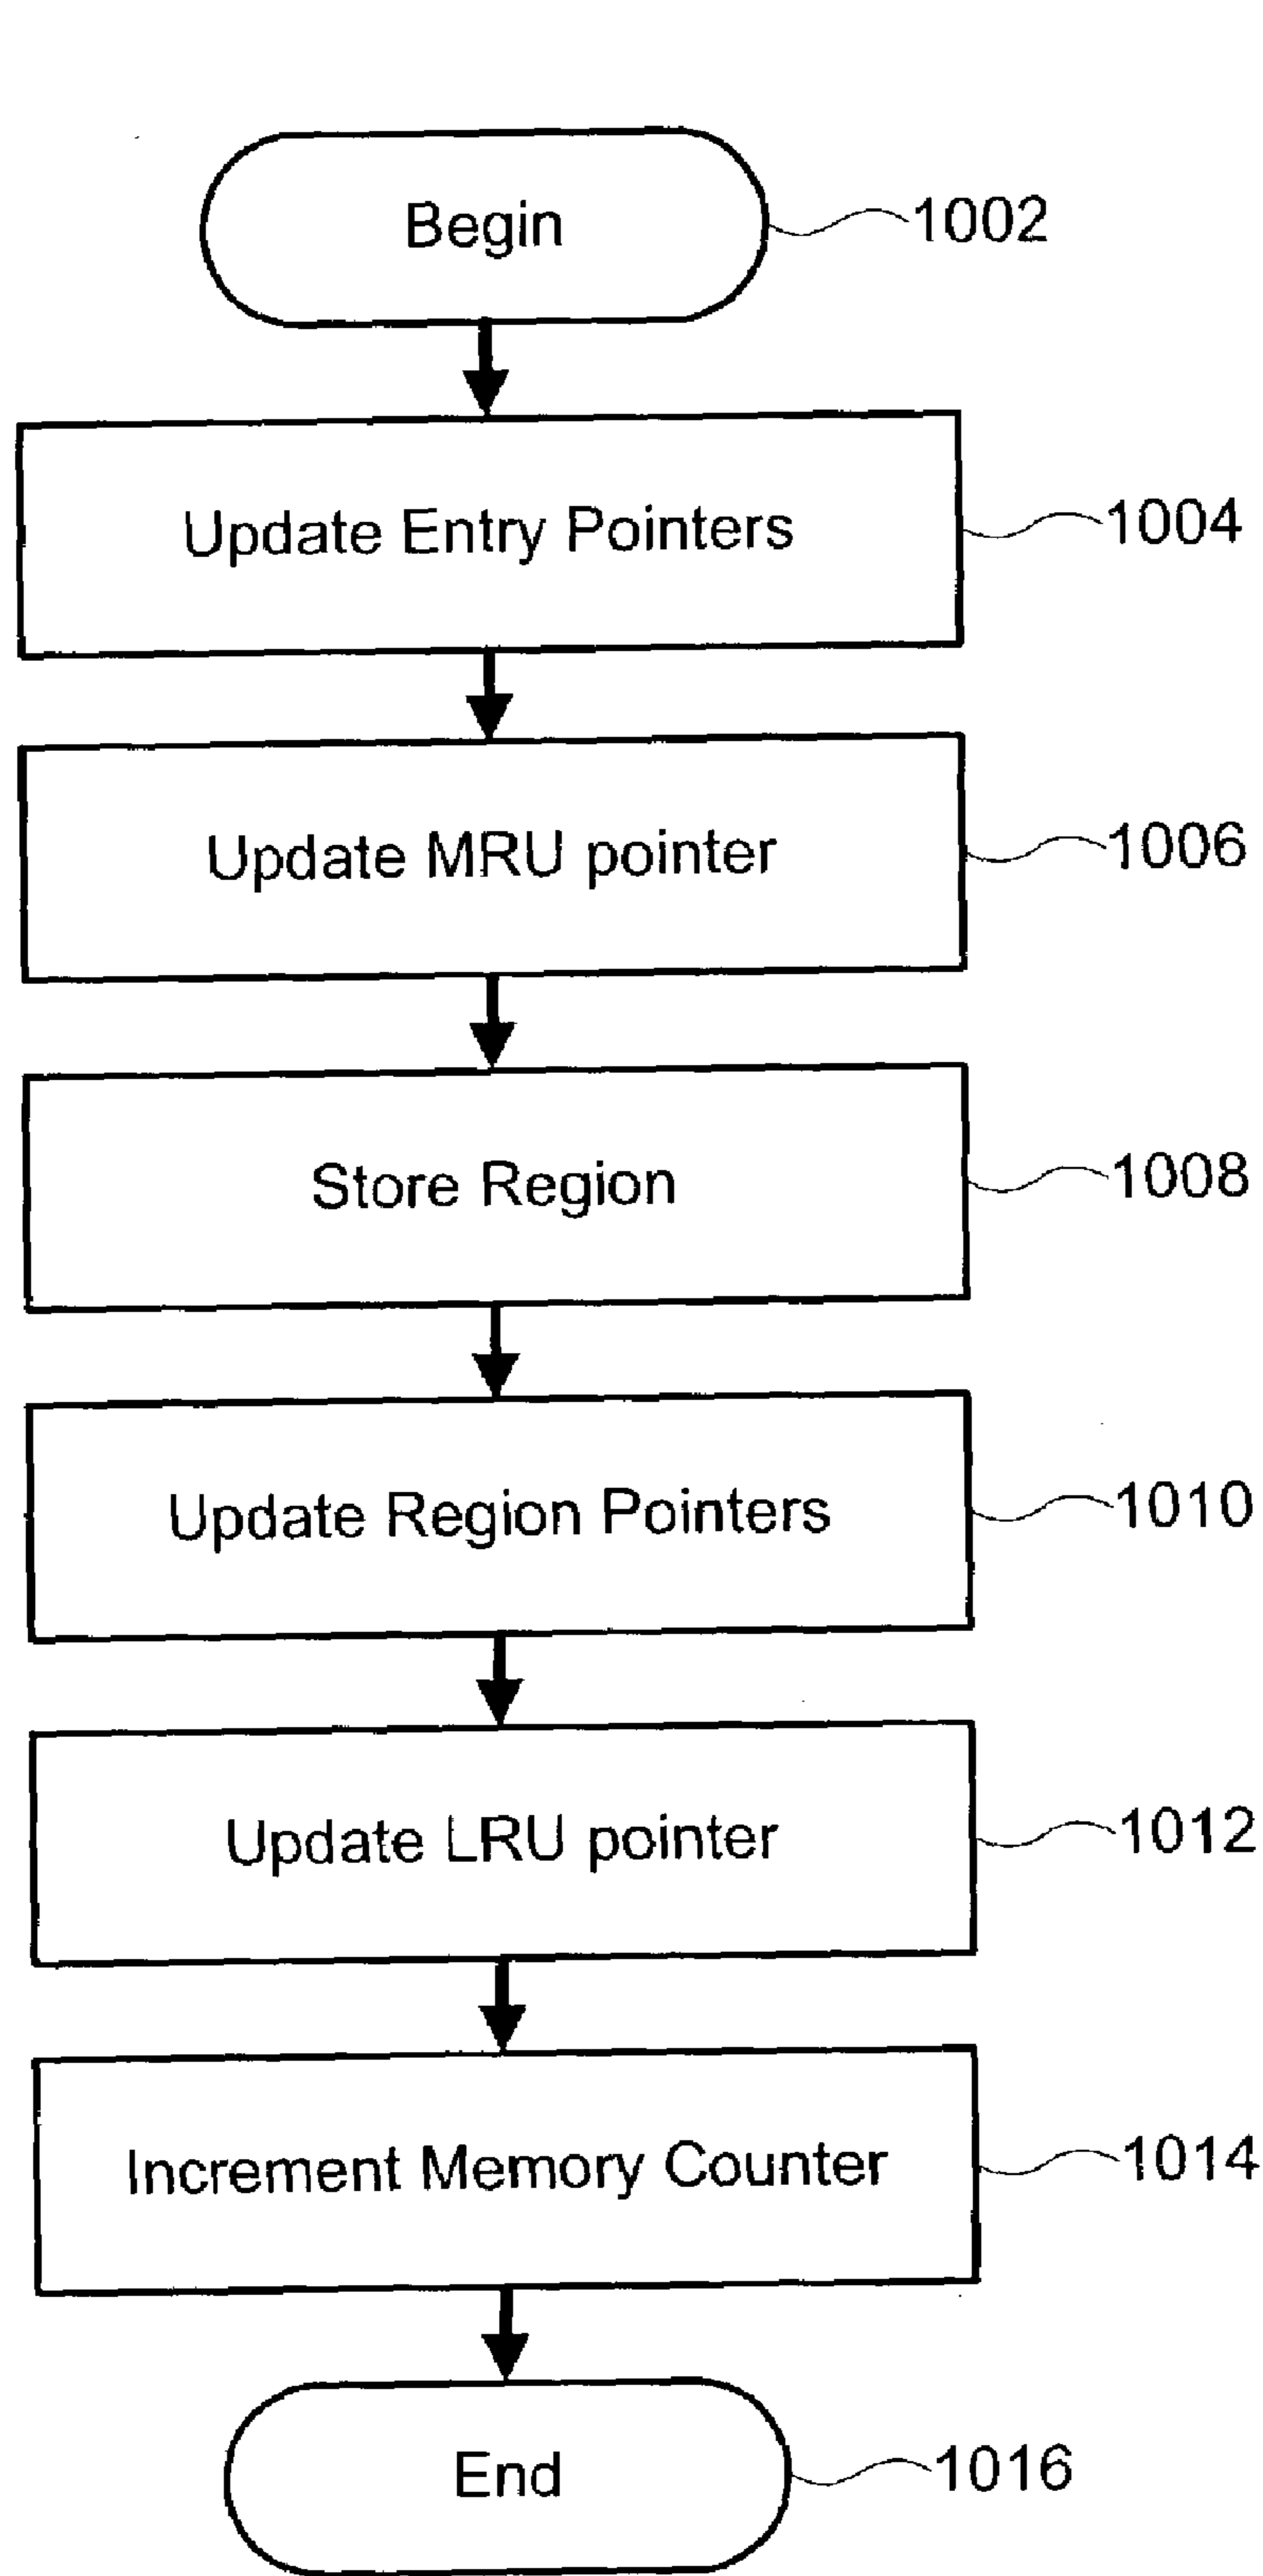 Begin
1002
Update Entry Pointers
1004
Update MRU pointer
1006
Store Region
1008
Update Region Pointers
1010
Update LRU pointer
1012
Increment Memory Counter
1014
End
1016